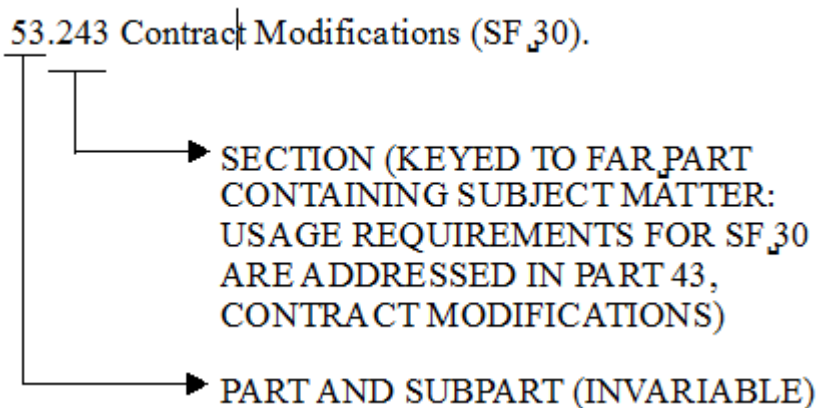 53.243 Contract Modifications (SF 30).
SECTION (KEYED TO FAR PART
CONTAINING SUBJECT MATTER:
USAGE REQUIREMENTS FOR SF 30
ARE ADDRESSED IN PART 43,
CONTRACT MODIFICATIONS)
PART AND SUBPART (INVARIABLE)